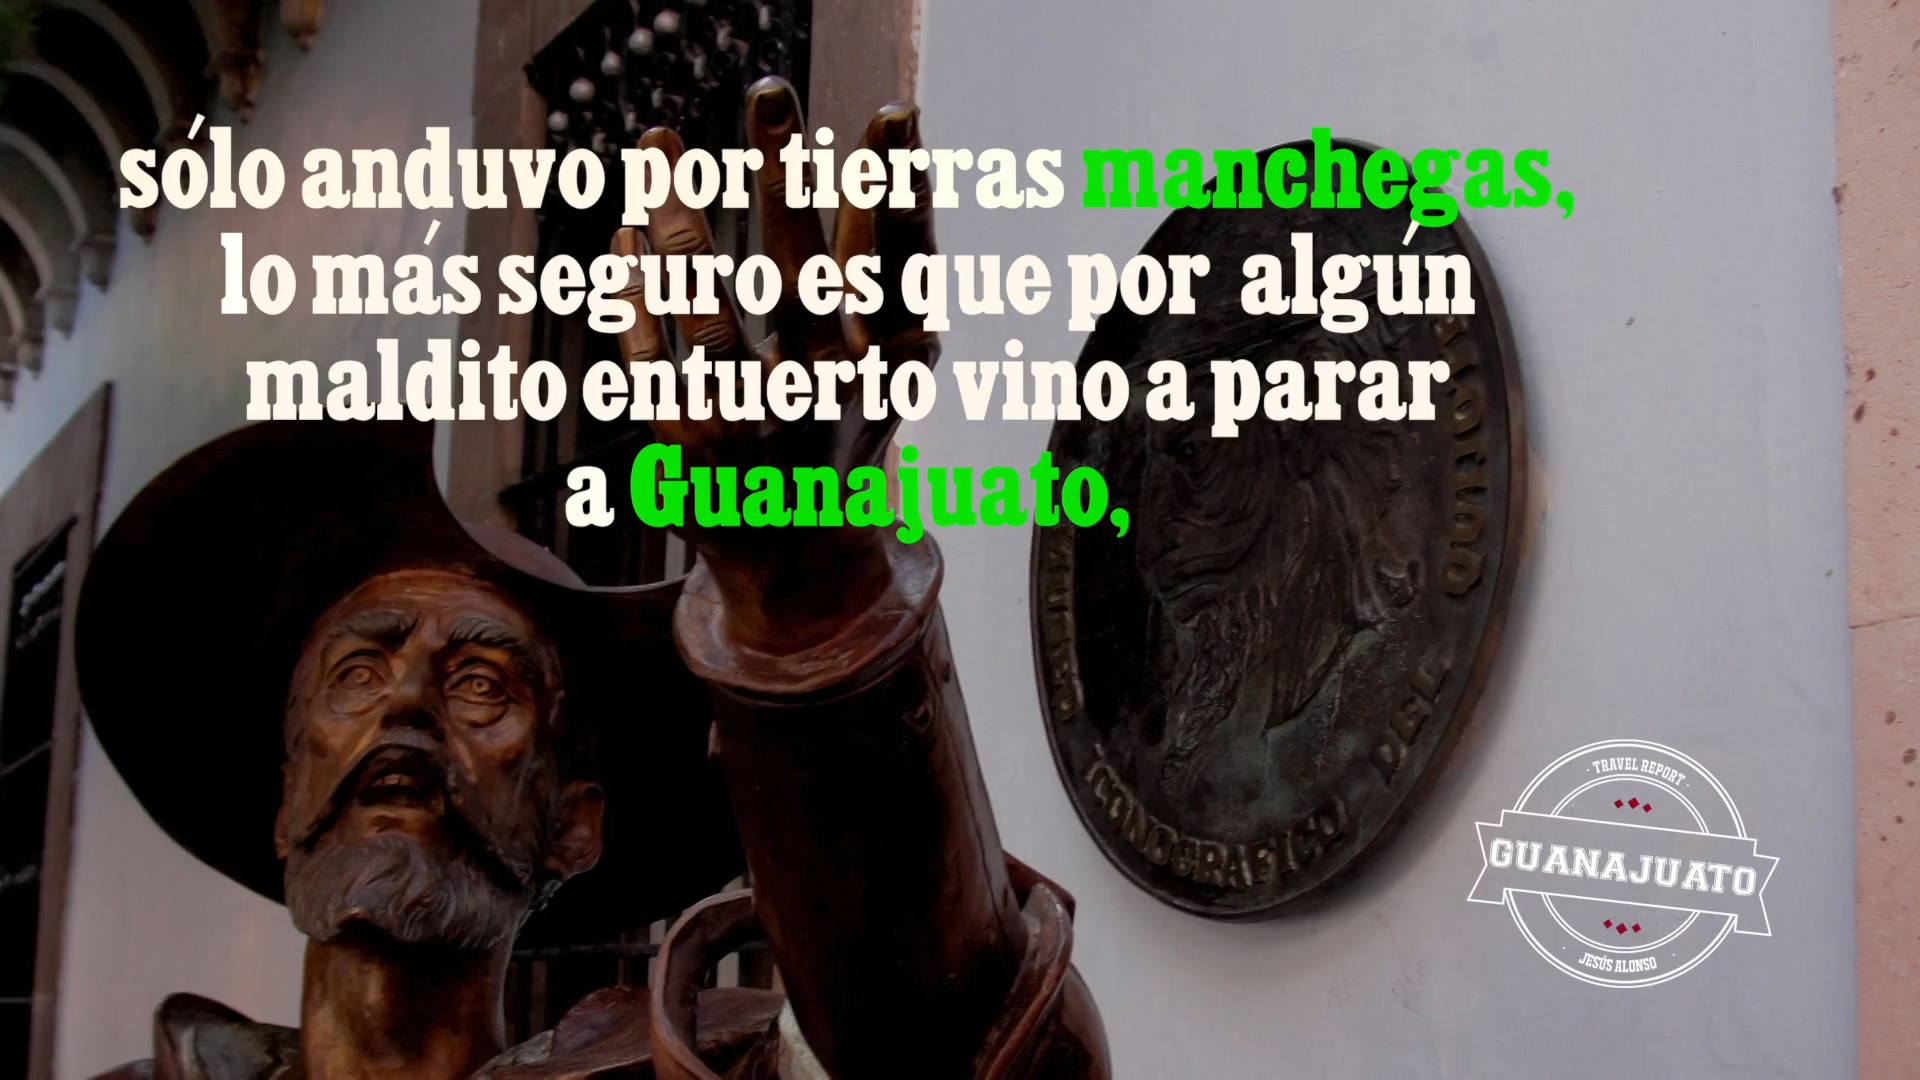 sólo anduvo por tierras manchegas,
lo más seguro es que por algún
maldito entuerto vino a parar
a Guanajuato,
ICONOGRAFICO DEL
· TRAVEL REPORT ·
GUANAJUATO
· JESÚS ALONSO ·